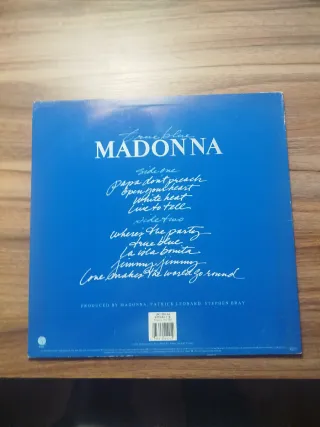 true blue
MADONNA
side one
papa don't preach
open your heart
white heat
live to tell
side two
where's the party
true blue
la isla bonita
jimmy jimmy
love makes the world go round
PRODUCED BY MADONNA, PATRICK LEONARD, STEPHEN BRAY